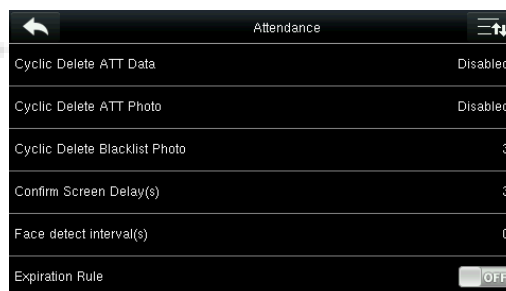 Attendance
Cyclic Delete ATT Data Disabled
Cyclic Delete ATT Photo Disabled
Cyclic Delete Blacklist Photo 3
Confirm Screen Delay(s) 3
Face detect interval(s) 0
Expiration Rule OFF